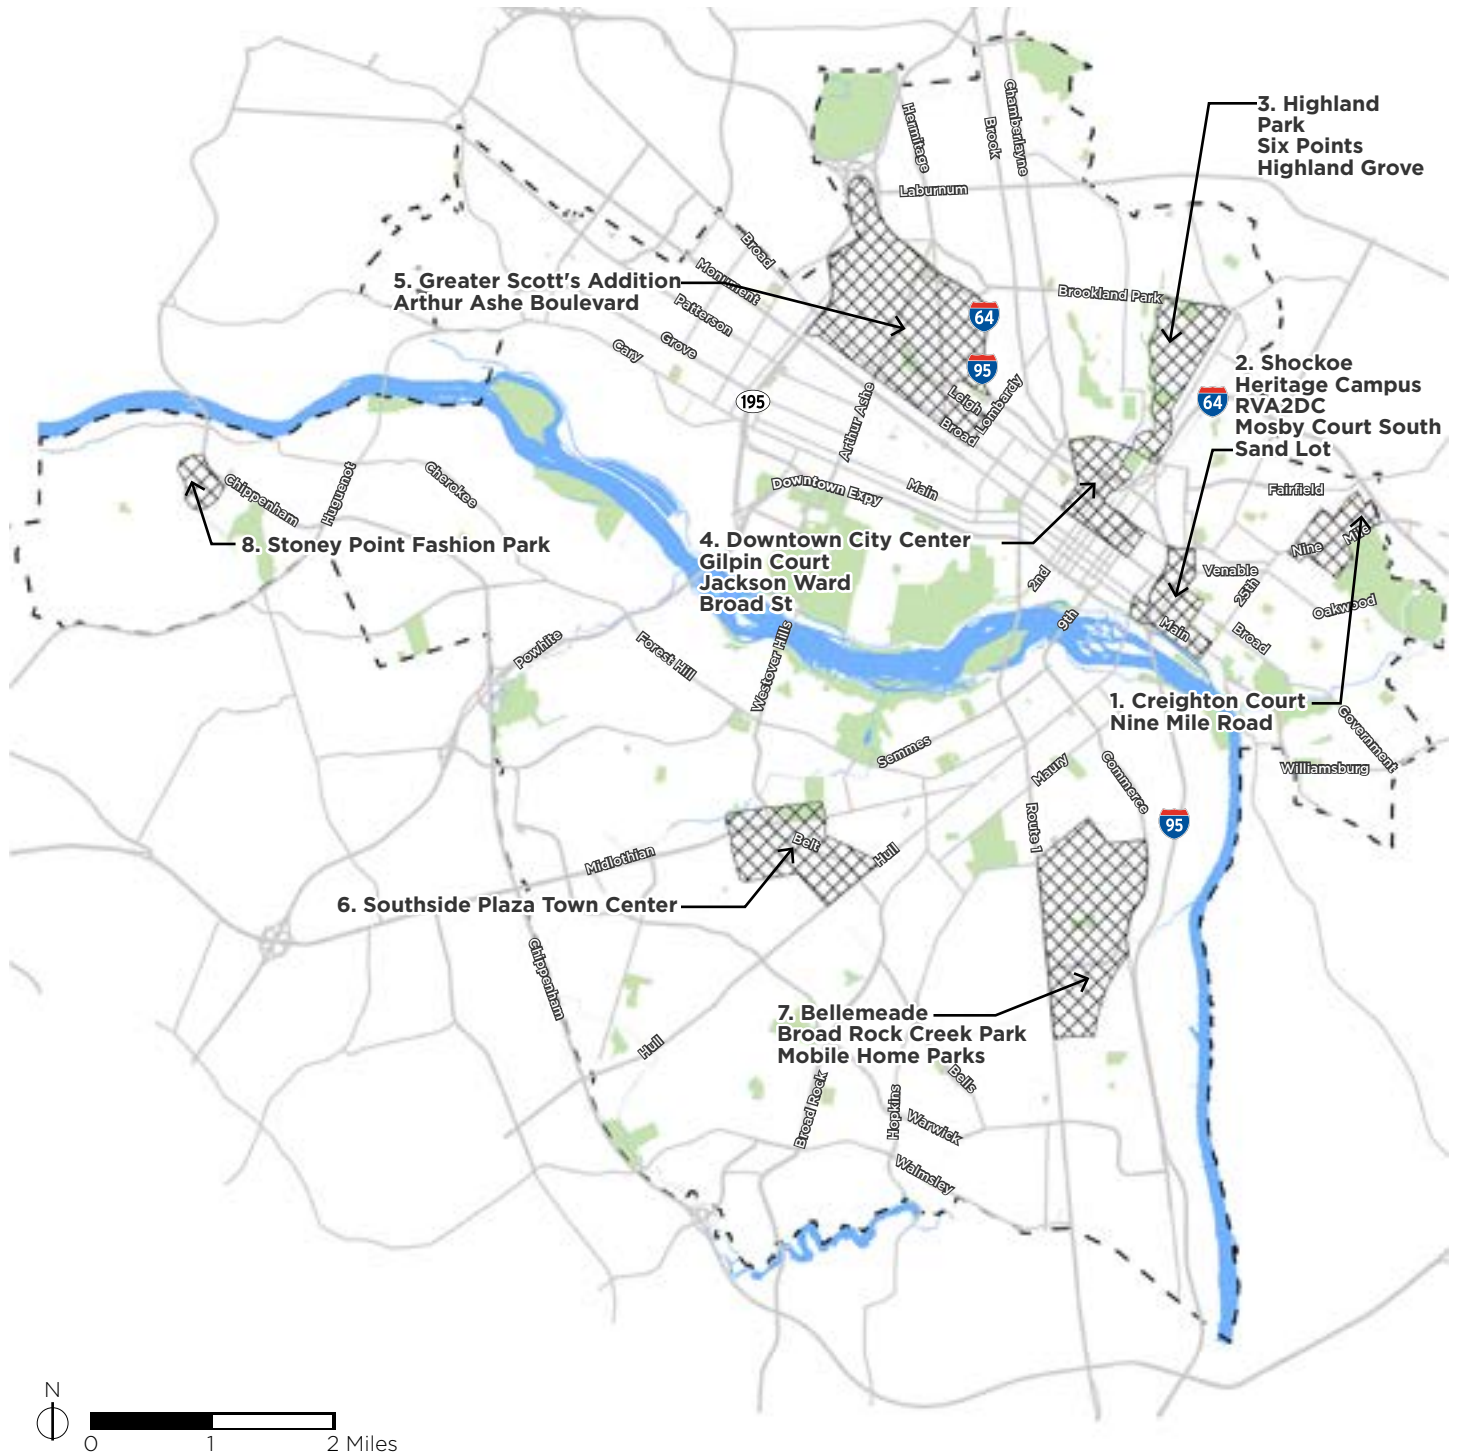 Hermitage
Brook
Chamberlayne
Laburnum
3. Highland
Park
Six Points
Highland Grove
Broad
Monument
5. Greater Scott's Addition
Arthur Ashe Boulevard
Patterson
Grove
Cary
Brookland Park
64
95
2. Shockoe
Heritage Campus
RVA2DC
Mosby Court South
Sand Lot
64
195
Arthur Ashe
Leigh
Lombardy
Broad
Chippenham
Huguenot
Cherokee
Downtown Expy
Main
Fairfield
Nine
Mile
8. Stoney Point Fashion Park
4. Downtown City Center
Gilpin Court
Jackson Ward
Broad St
2nd
9th
Venable
25th
Oakwood
Main
Broad
Powhite
Forest Hill
Westover Hills
1. Creighton Court
Nine Mile Road
Government
Williamsburg
Semmes
Maury
Commerce
Route 1
95
Midlothian
Belt
Hull
6. Southside Plaza Town Center
Chippenham
7. Bellemeade
Broad Rock Creek Park
Mobile Home Parks
Hull
Broad Rock
Hopkins
Bells
Warwick
Walmsley
N
0 1 2 Miles